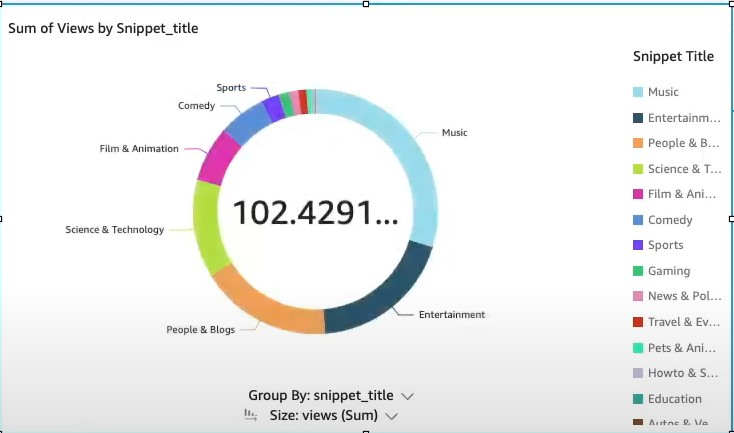 Sum of Views by Snippet_title
Snippet Title
Sports
Comedy
Film & Animation
Science & Technology
People & Blogs
Entertainment
Music
102.4291...
Music
Entertainm...
People & B...
Science & T...
Film & Ani...
Comedy
Sports
Gaming
News & Pol...
Travel & Ev...
Pets & Ani...
Howto & S...
Education
Autos & Ve...
Group By: snippet_title
Size: views (Sum)